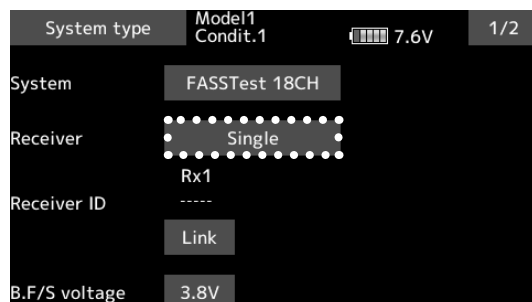 System type Model1 Condit.1 7.6V 1/2
System FASSTest 18CH
Receiver Single
Rx1
Receiver ID -----
Link
B.F/S voltage 3.8V